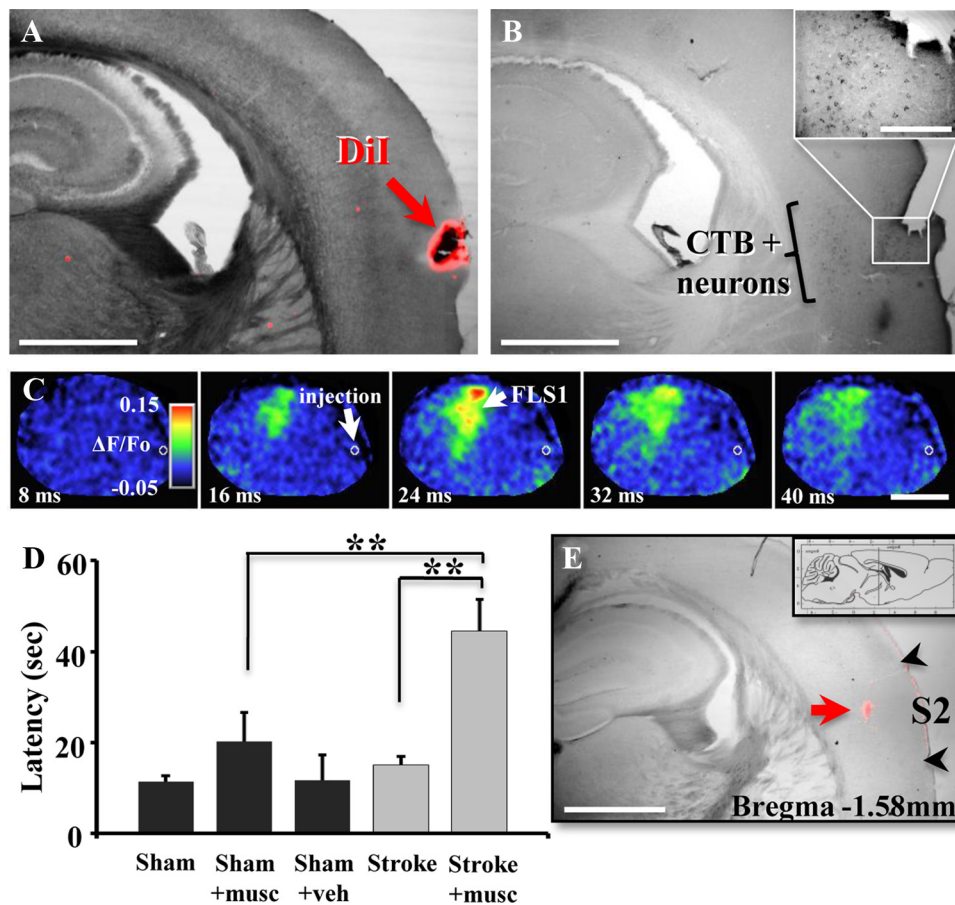 A
DiI
B
CTB +
neurons
C
0.15
ΔF/Fo
-0.05
8 ms
injection
16 ms
FLS1
24 ms
32 ms
40 ms
D
Latency (sec)
60
40
20
0
**
**
Sham
Sham
+musc
Sham
+veh
Stroke
Stroke
+musc
E
S2
Bregma -1.58mm